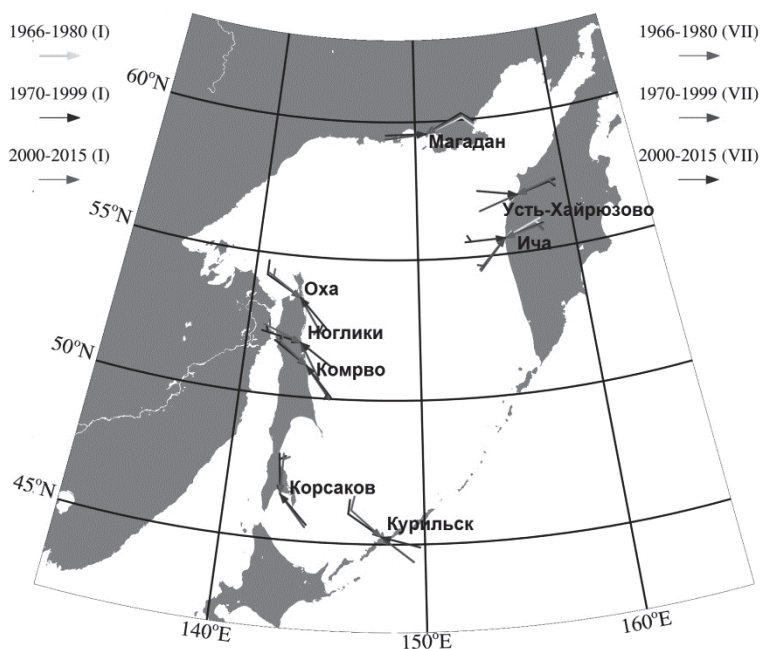 1966-1980 (I)
1970-1999 (I)
2000-2015 (I)
1966-1980 (VII)
1970-1999 (VII)
2000-2015 (VII)
60°N
55°N
50°N
45°N
Магадан
Усть-Хайрюзово
Ича
Оха
Ноглики
Комрво
Корсаков
Курильск
140°E
150°E
160°E